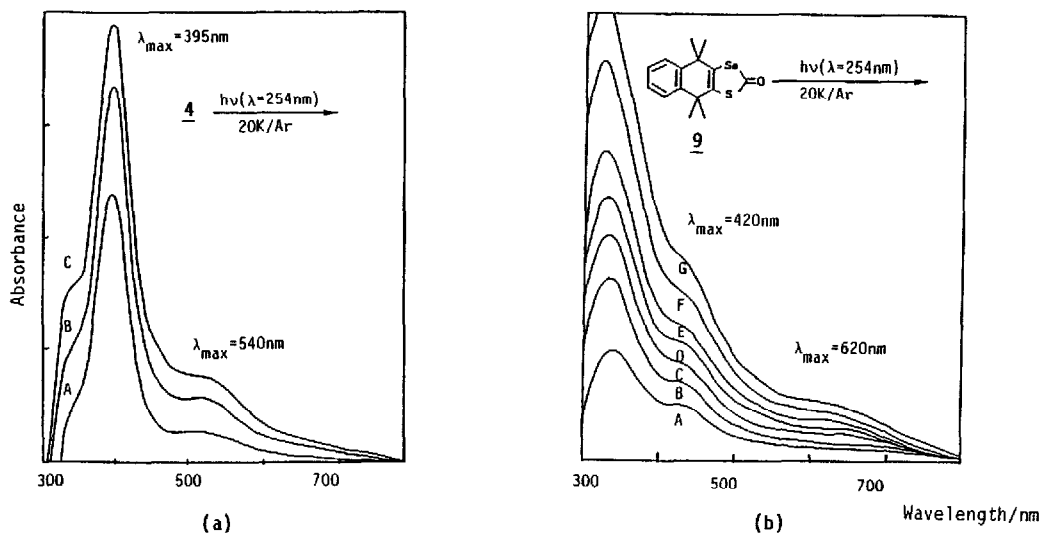 λmax=395nm
4
hν(λ=254nm)
20K/Ar
C
B
A
λmax=540nm
Absorbance
300 500 700
(a)
Se
S
O
9
hν(λ=254nm)
20K/Ar
λmax=420nm
G
F
E
D
C
B
A
λmax=620nm
300 500 700
(b)
Wavelength/nm